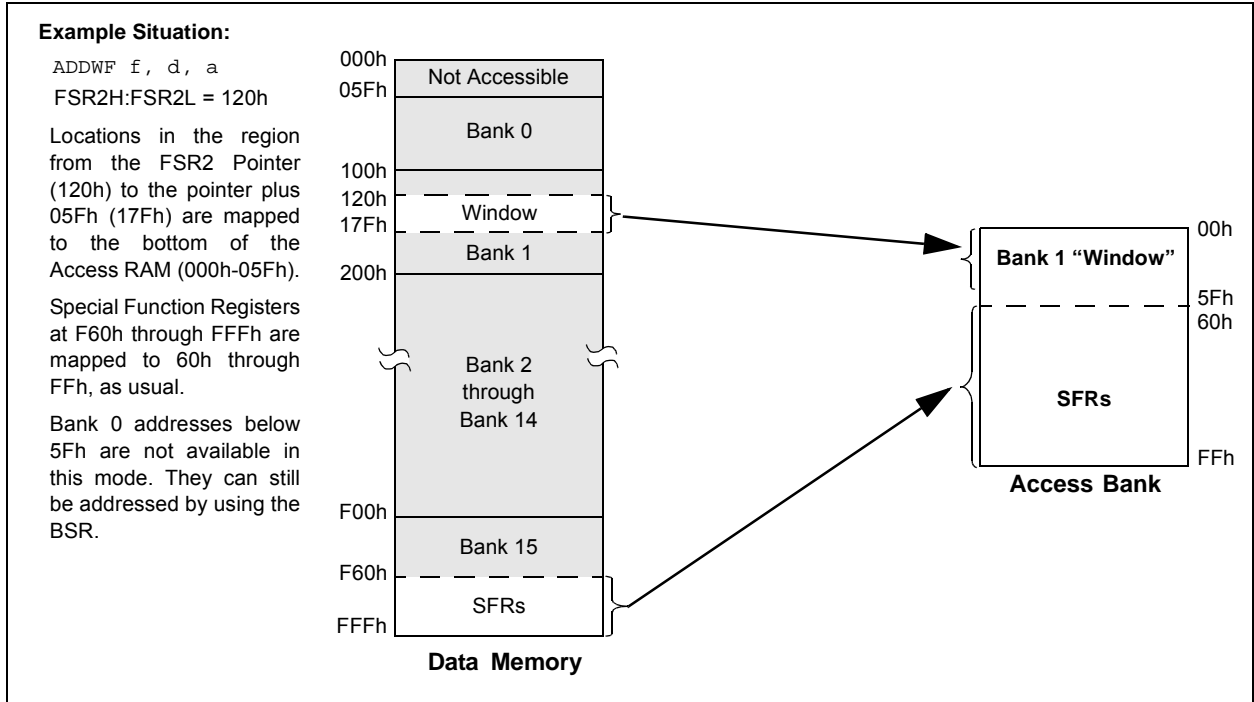 Example Situation:
ADDWF f, d, a
FSR2H:FSR2L = 120h
Locations in the region
from the FSR2 Pointer
(120h) to the pointer plus
05Fh (17Fh) are mapped
to the bottom of the
Access RAM (000h-05Fh).
Special Function Registers
at F60h through FFFh are
mapped to 60h through
FFh, as usual.
Bank 0 addresses below
5Fh are not available in
this mode. They can still
be addressed by using the
BSR.
000h
Not Accessible
05Fh
Bank 0
100h
120h
Window
17Fh
Bank 1
200h
Bank 2
through
Bank 14
F00h
Bank 15
F60h
SFRs
FFFh
Data Memory
00h
Bank 1 “Window”
5Fh
60h
SFRs
FFh
Access Bank